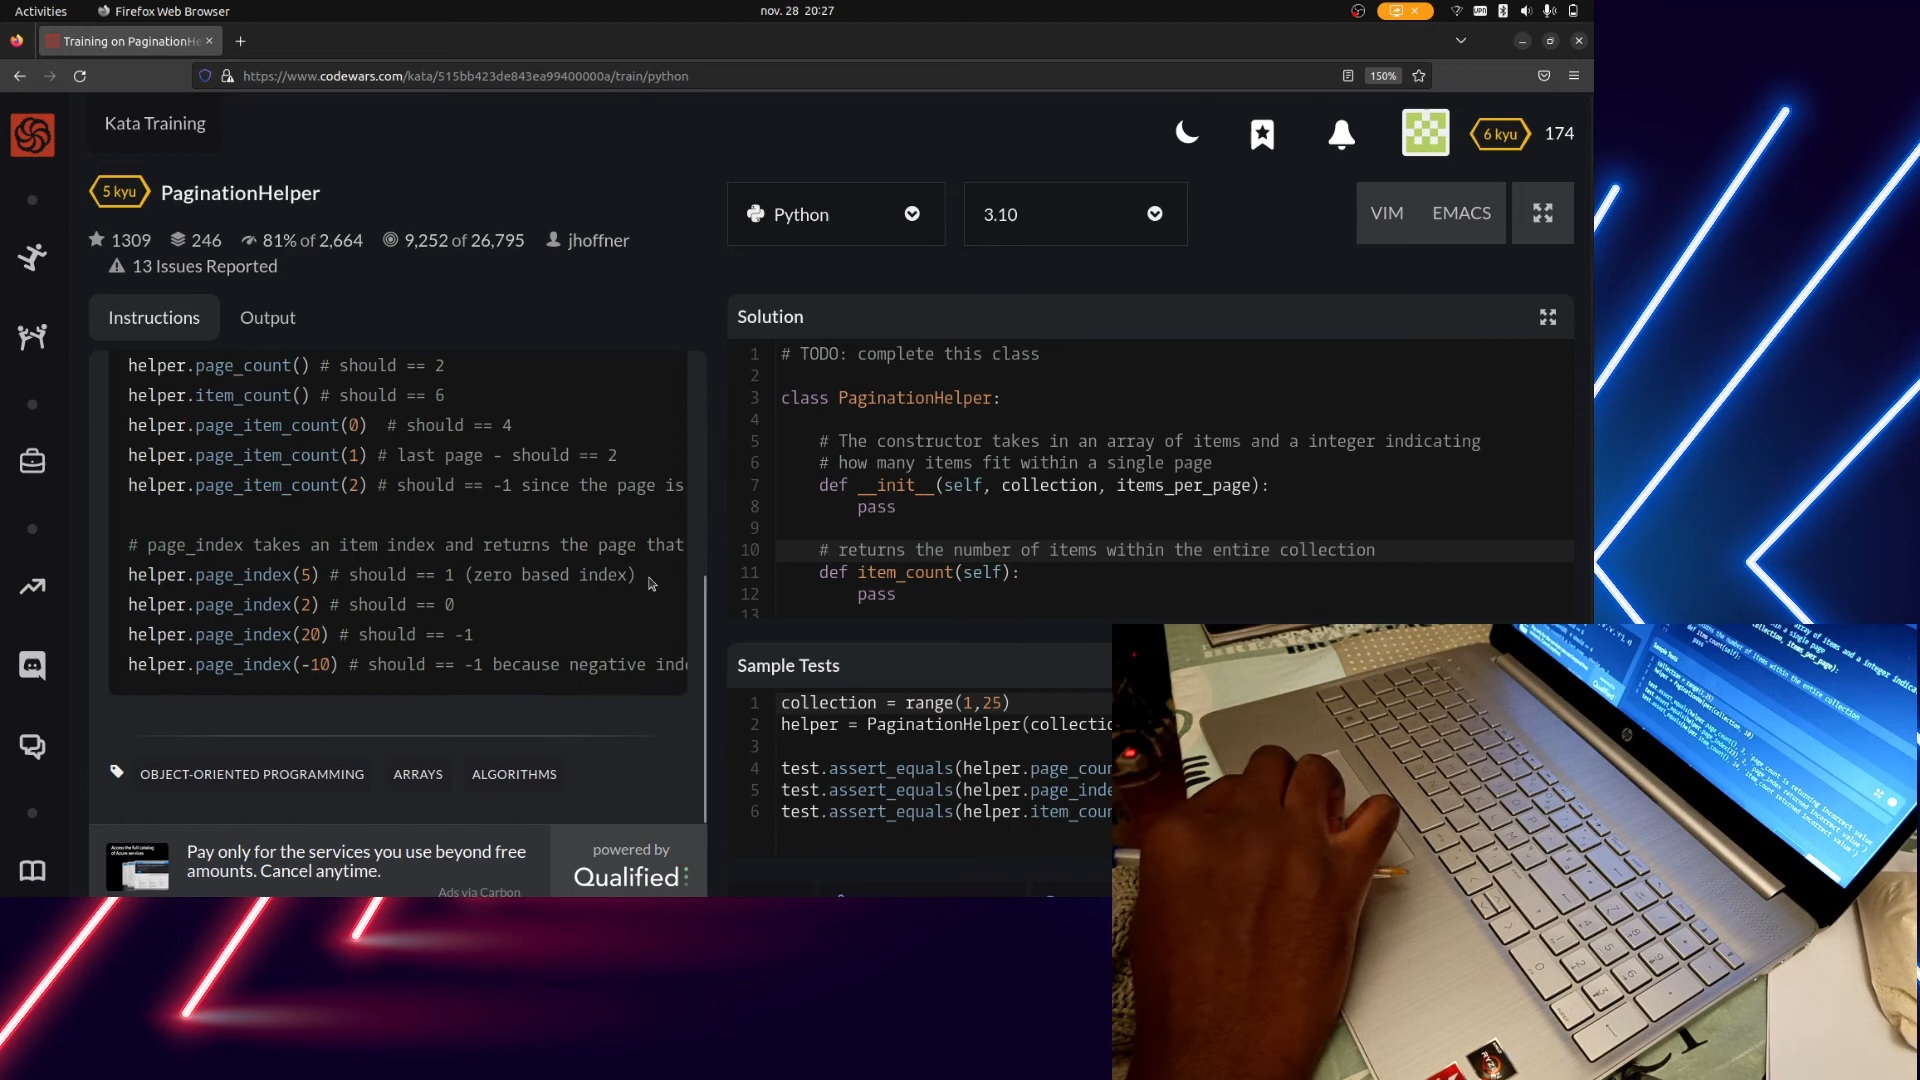 Activities
Firefox Web Browser
nov. 28 20:27
Training on PaginationHe
https://www.codewars.com/kata/515bb423de843ea99400000a/train/python
150%
Kata Training
6 kyu
174
5 kyu
PaginationHelper
1309
246
81% of 2,664
9,252 of 26,795
jhoffner
13 Issues Reported
Python
3.10
VIM
EMACS
Instructions
Output
helper.page_count() # should == 2
helper.item_count() # should == 6
helper.page_item_count(0)  # should == 4
helper.page_item_count(1) # last page - should == 2
helper.page_item_count(2) # should == -1 since the page is
# page_index takes an item index and returns the page that
helper.page_index(5) # should == 1 (zero based index)
helper.page_index(2) # should == 0
helper.page_index(20) # should == -1
helper.page_index(-10) # should == -1 because negative ind
OBJECT-ORIENTED PROGRAMMING
ARRAYS
ALGORITHMS
Pay only for the services you use beyond free
amounts. Cancel anytime.
Ads via Carbon
powered by
Qualified
Solution
1 # TODO: complete this class
2
3 class PaginationHelper:
4
5 # The constructor takes in an array of items and a integer indicating
6 # how many items fit within a single page
7 def __init__(self, collection, items_per_page):
8 pass
9
10 # returns the number of items within the entire collection
11 def item_count(self):
12 pass
13
Sample Tests
1 collection = range(1,25)
2 helper = PaginationHelper(collectio
3
4 test.assert_equals(helper.page_coun
5 test.assert_equals(helper.page_inde
6 test.assert_equals(helper.item_coun
RYZEN